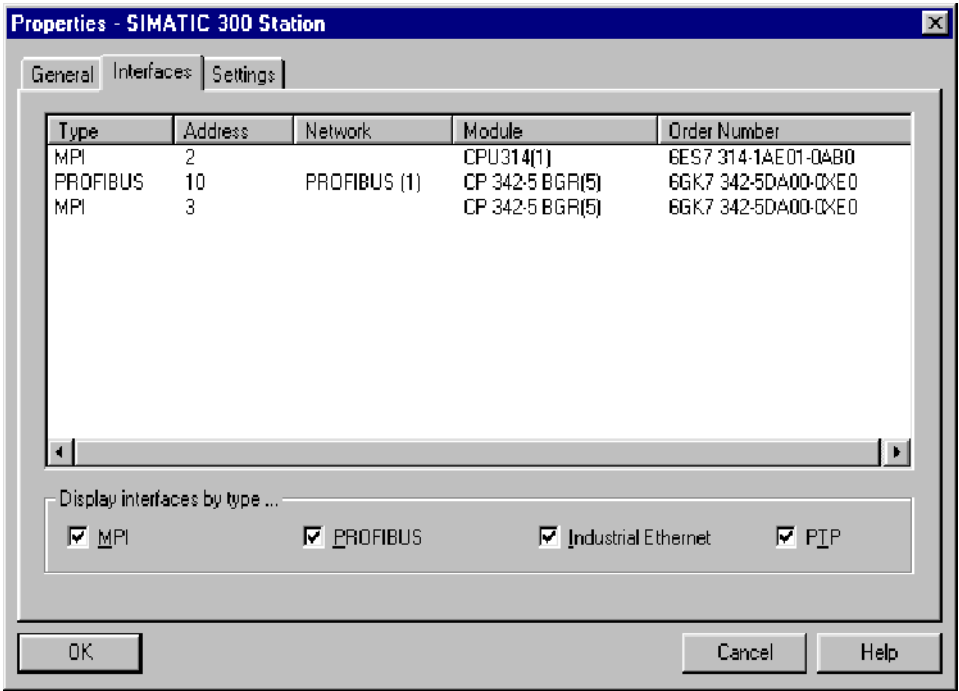 Properties - SIMATIC 300 Station
General Interfaces Settings
Type Address Network Module Order Number
MPI 2 CPU314(1) 6ES7 314-1AE01-0AB0
PROFIBUS 10 PROFIBUS (1) CP 342-5 BGR(5) 6GK7 342-5DA00-0XE0
MPI 3 CP 342-5 BGR(5) 6GK7 342-5DA00-0XE0
Display interfaces by type ...
MPI PROFIBUS Industrial Ethernet PTP
OK Cancel Help